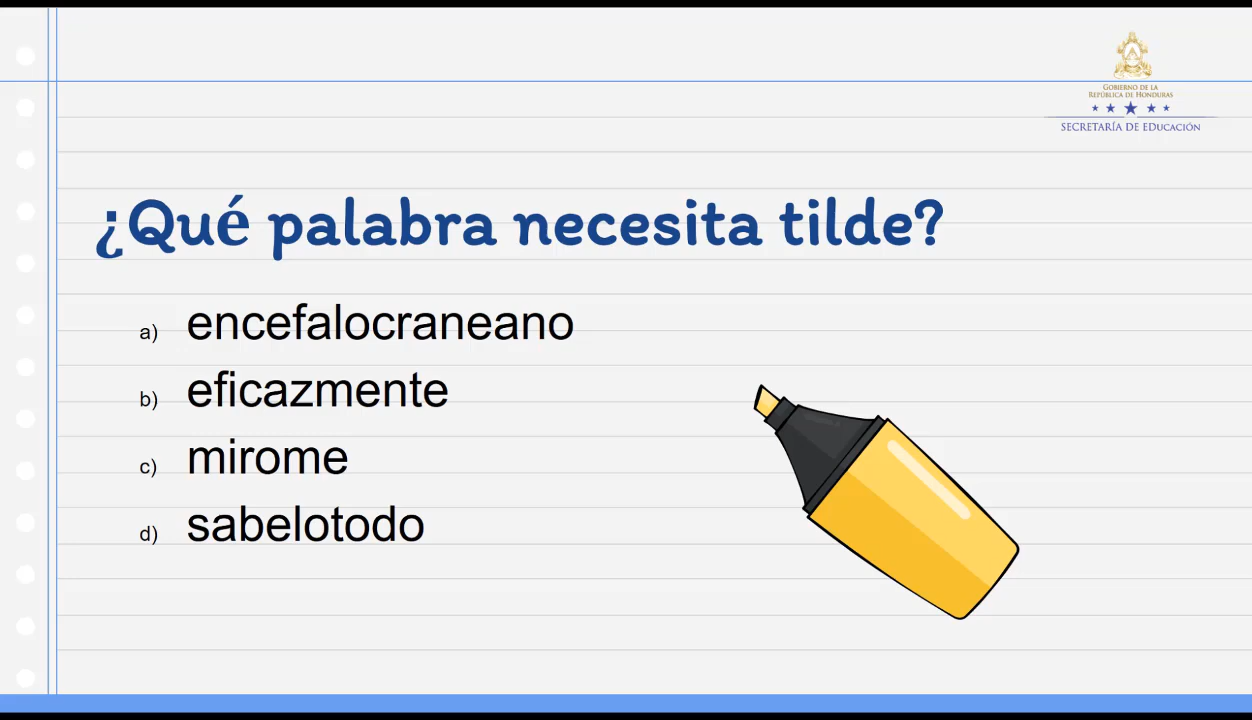 GOBIERNO DE LA
REPÚBLICA DE HONDURAS
SECRETARÍA DE EDUCACIÓN
¿Qué palabra necesita tilde?
a) encefalocraneano
b) eficazmente
c) mirome
d) sabelotodo